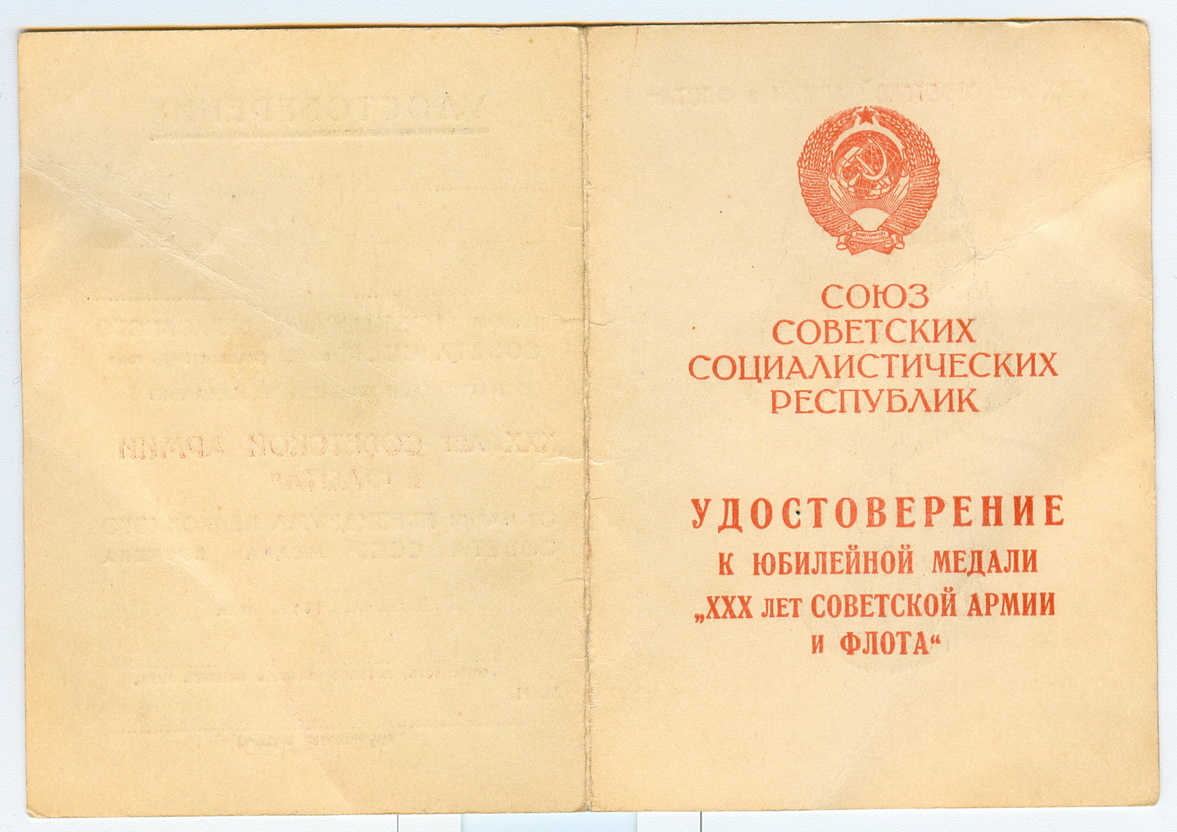 СОЮЗ
СОВЕТСКИХ
СОЦИАЛИСТИЧЕСКИХ
РЕСПУБЛИК
УДОСТОВЕРЕНИЕ
К ЮБИЛЕЙНОЙ МЕДАЛИ
„XXX ЛЕТ СОВЕТСКОЙ АРМИИ
И ФЛОТА“